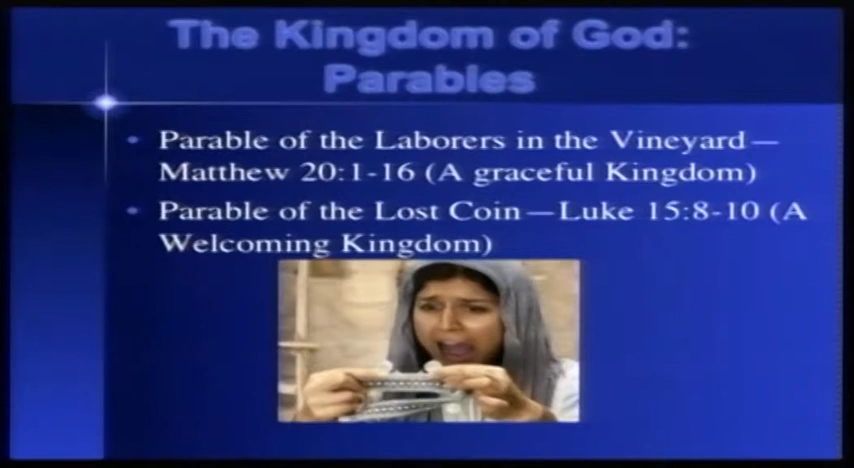 The Kingdom of God:
Parables
• Parable of the Laborers in the Vineyard—
Matthew 20:1-16 (A graceful Kingdom)
• Parable of the Lost Coin—Luke 15:8-10 (A
Welcoming Kingdom)